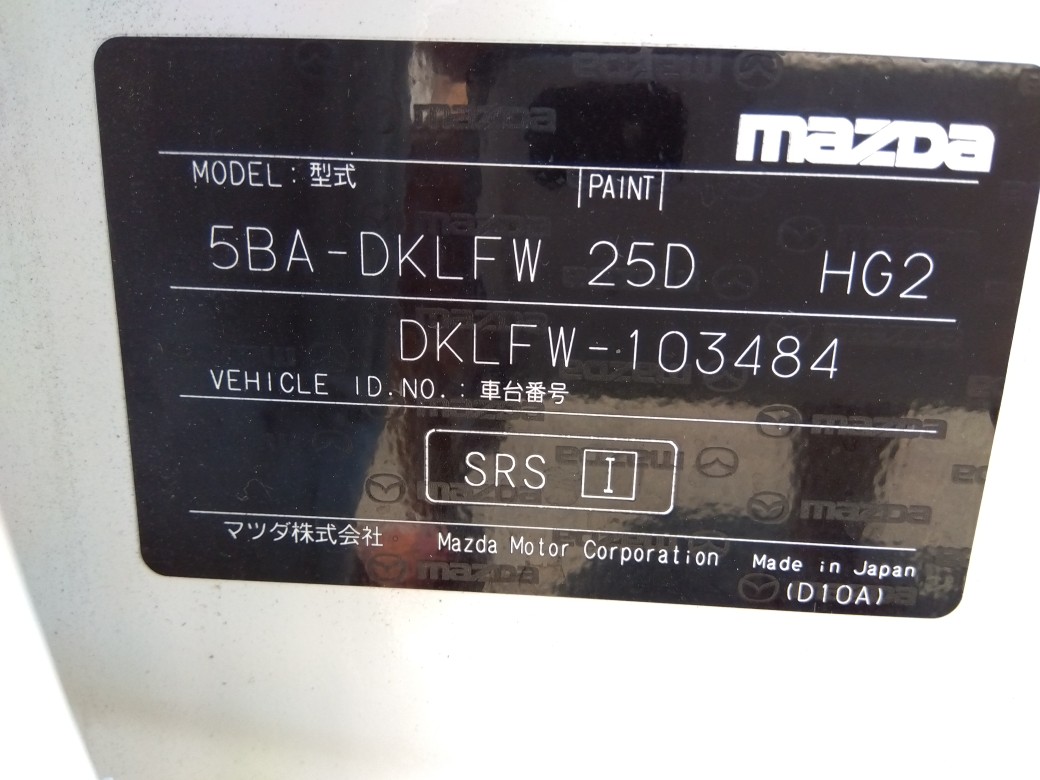 mazda
MODEL: 型式 PAINT
5BA-DKLFW 25D HG2
DKLFW-103484
VEHICLE ID.NO.: 車台番号
SRS I
マツダ株式会社 Mazda Motor Corporation Made in Japan
(D10A)